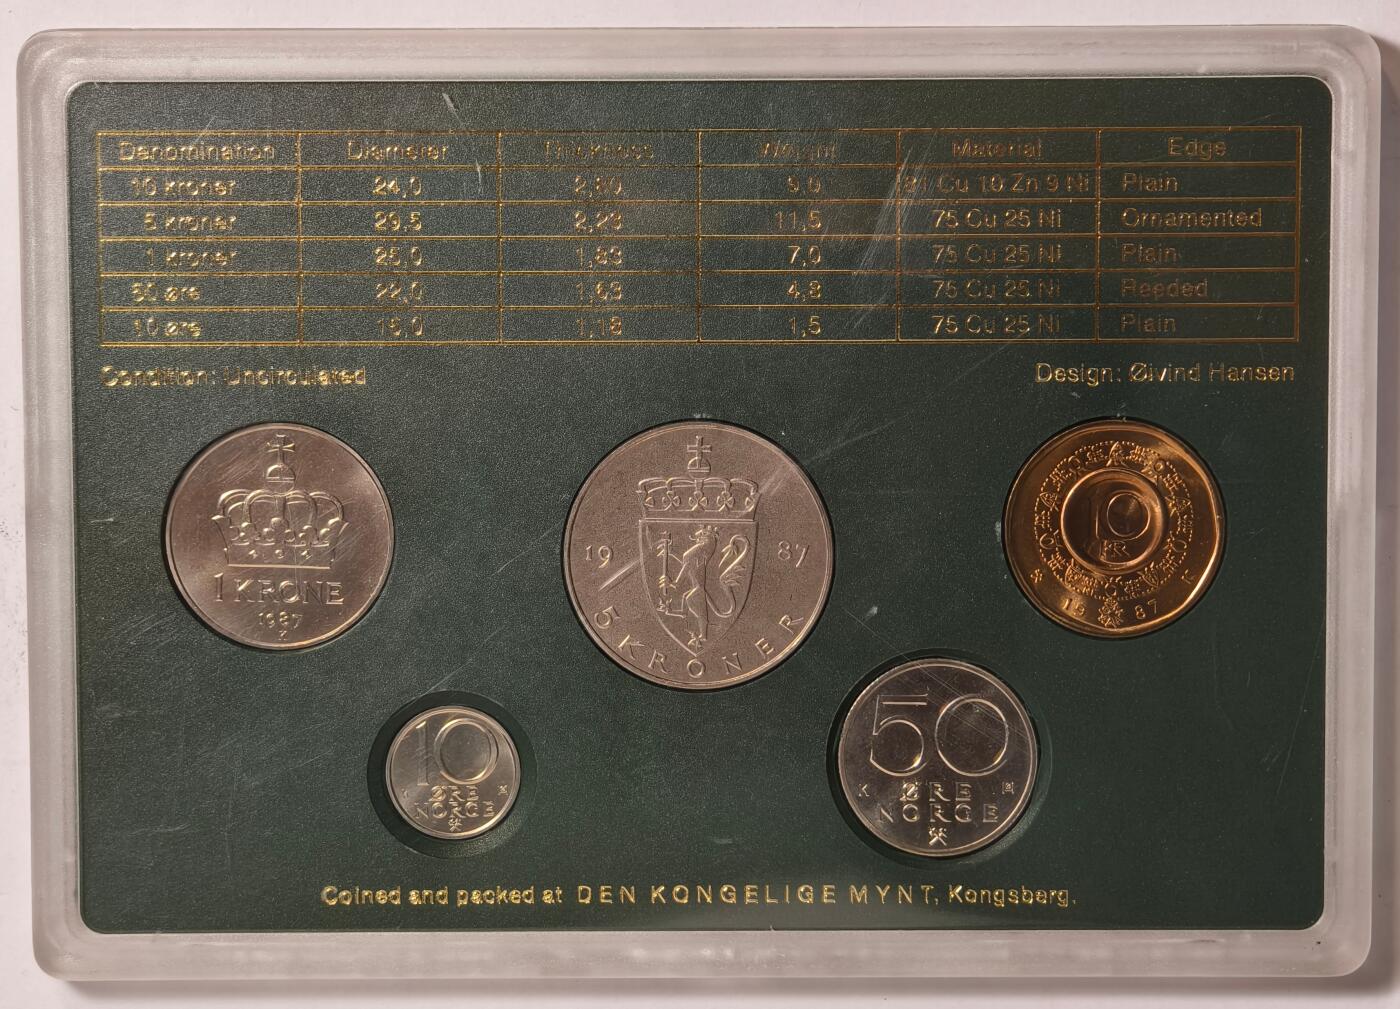 Denomination Diameter Thickness Weight Material Edge
10 kroner 24,0 2,80 9,0 81 Cu 10 Zn 9 Ni Plain
5 kroner 29,5 2,23 11,5 75 Cu 25 Ni Ornamented
1 kroner 25,0 1,83 7,0 75 Cu 25 Ni Plain
50 øre 22,0 1,63 4,8 75 Cu 25 Ni Reeded
10 øre 15,0 1,18 1,5 75 Cu 25 Ni Plain
Condition: Uncirculated Design: Øivind Hansen
1 KRONE
1987
K
19 87
5 KRONER
10
KR
1987
10
ØRE
NORGE
50
K ØRE
NORGE
Coined and packed at DEN KONGELIGE MYNT, Kongsberg.